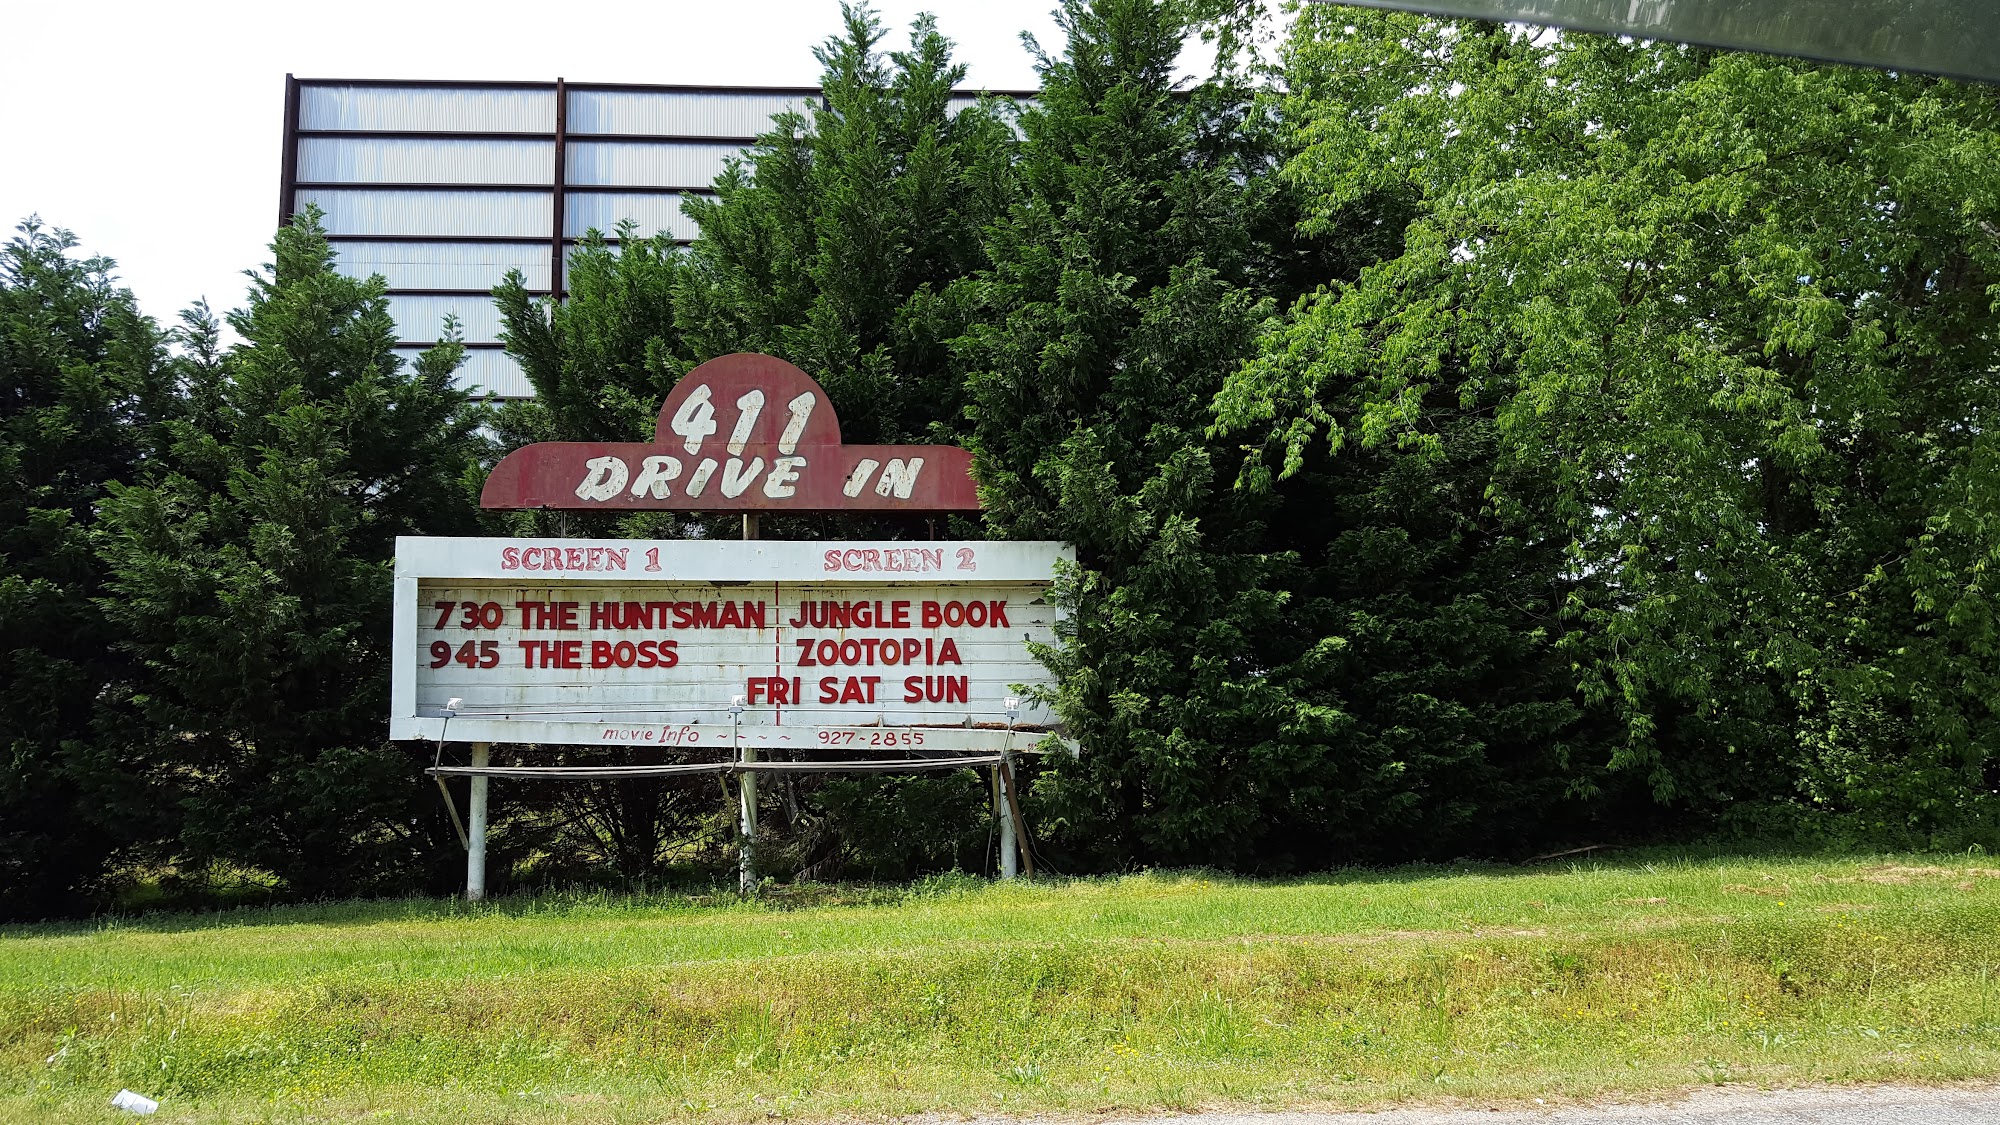 411
DRIVE IN
SCREEN 1 SCREEN 2
730 THE HUNTSMAN JUNGLE BOOK
945 THE BOSS ZOOTOPIA
FRI SAT SUN
movie Info ~ ~ ~ ~ 927-2855